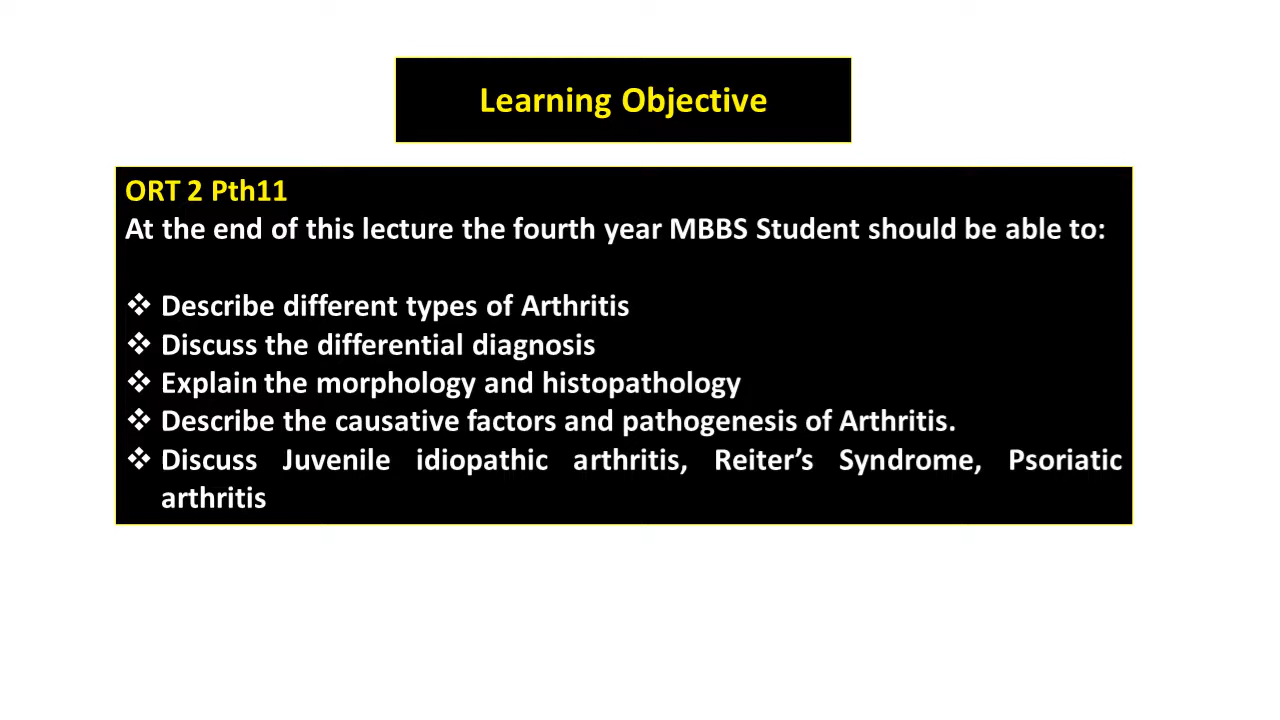 Learning Objective
ORT 2 Pth11
At the end of this lecture the fourth year MBBS Student should be able to:
❖ Describe different types of Arthritis
❖ Discuss the differential diagnosis
❖ Explain the morphology and histopathology
❖ Describe the causative factors and pathogenesis of Arthritis.
❖ Discuss Juvenile idiopathic arthritis, Reiter’s Syndrome, Psoriatic
arthritis